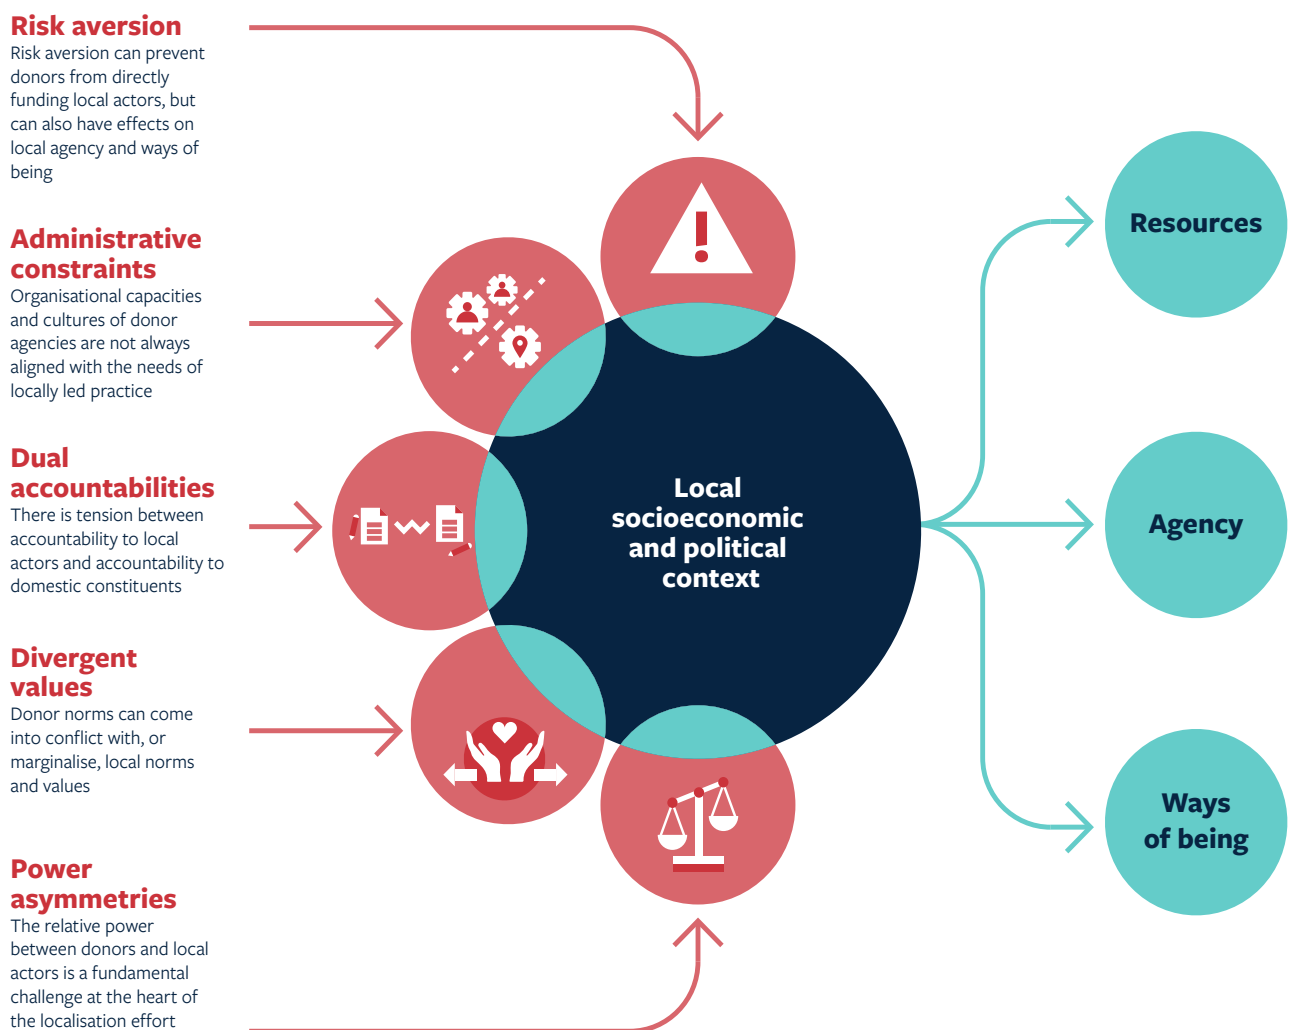 Risk aversion
Risk aversion can prevent
donors from directly
funding local actors, but
can also have effects on
local agency and ways of
being
Administrative
constraints
Organisational capacities
and cultures of donor
agencies are not always
aligned with the needs of
locally led practice
Dual
accountabilities
There is tension between
accountability to local
actors and accountability to
domestic constituents
Divergent
values
Donor norms can come
into conflict with, or
marginalise, local norms
and values
Power
asymmetries
The relative power
between donors and local
actors is a fundamental
challenge at the heart of
the localisation effort
Local
socioeconomic
and political
context
Resources
Agency
Ways
of being